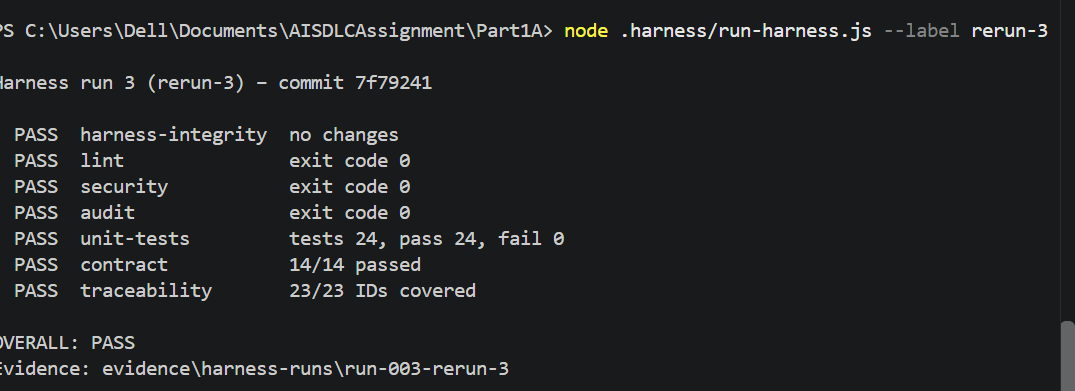 PS C:\Users\Dell\Documents\AISDLCAssignment\Part1A> node .harness/run-harness.js --label rerun-3
Harness run 3 (rerun-3) – commit 7f79241
PASS harness-integrity no changes
PASS lint exit code 0
PASS security exit code 0
PASS audit exit code 0
PASS unit-tests tests 24, pass 24, fail 0
PASS contract 14/14 passed
PASS traceability 23/23 IDs covered
OVERALL: PASS
Evidence: evidence\harness-runs\run-003-rerun-3